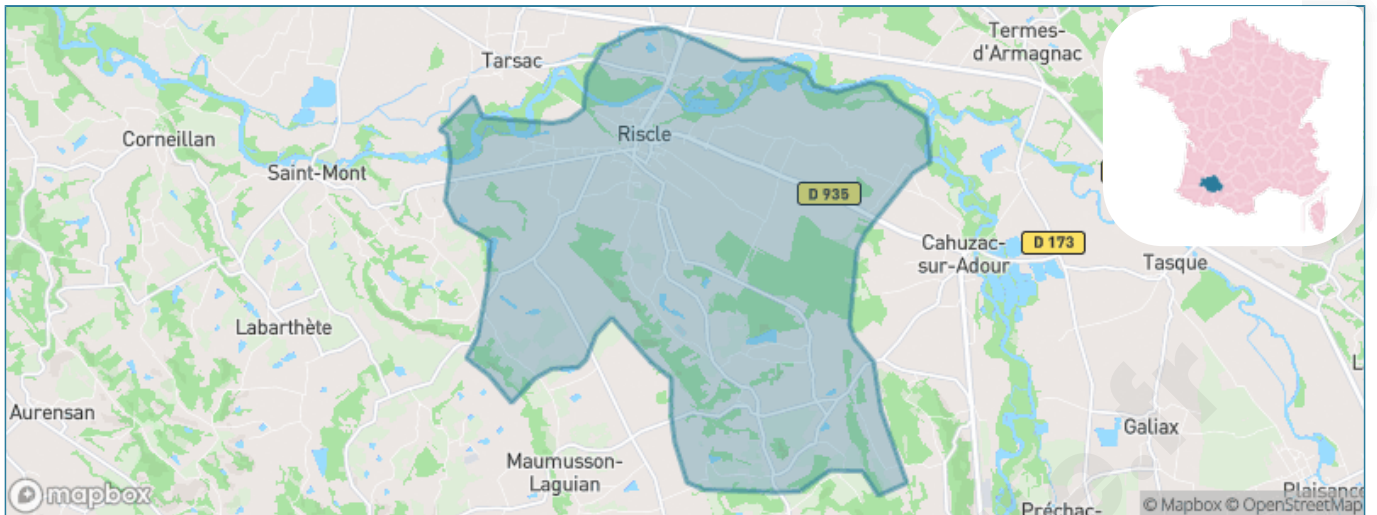 Termes-
d'Armagnac
Tarsac
Corneillan
Riscle
Saint-Mont
D 935
Cahuzac-
sur-Adour
D 173
Tasque
Labarthète
Aurensan
Galiax
Maumusson-
Laguian
mapbox
Plaisance
Préchac-
© Mapbox © OpenStreetMap